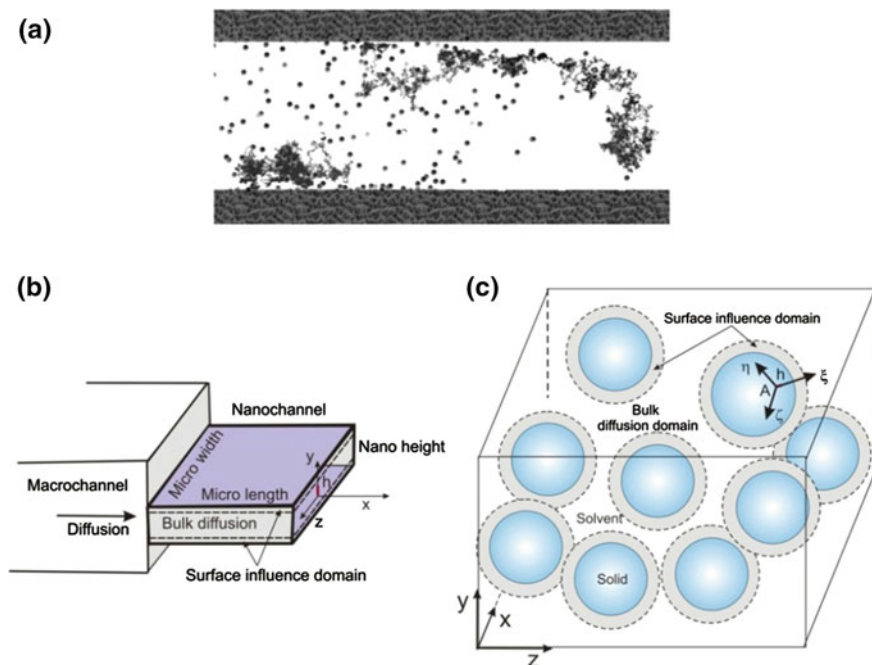 (a)
(b)
Nanochannel
Micro width
Nano height
Macrochannel
Micro length
y
h
x
Diffusion
Bulk diffusion
z
Surface influence domain
(c)
Surface influence domain
η
h
ξ
A
ζ
Bulk
diffusion domain
Solvent
Solid
y
x
z